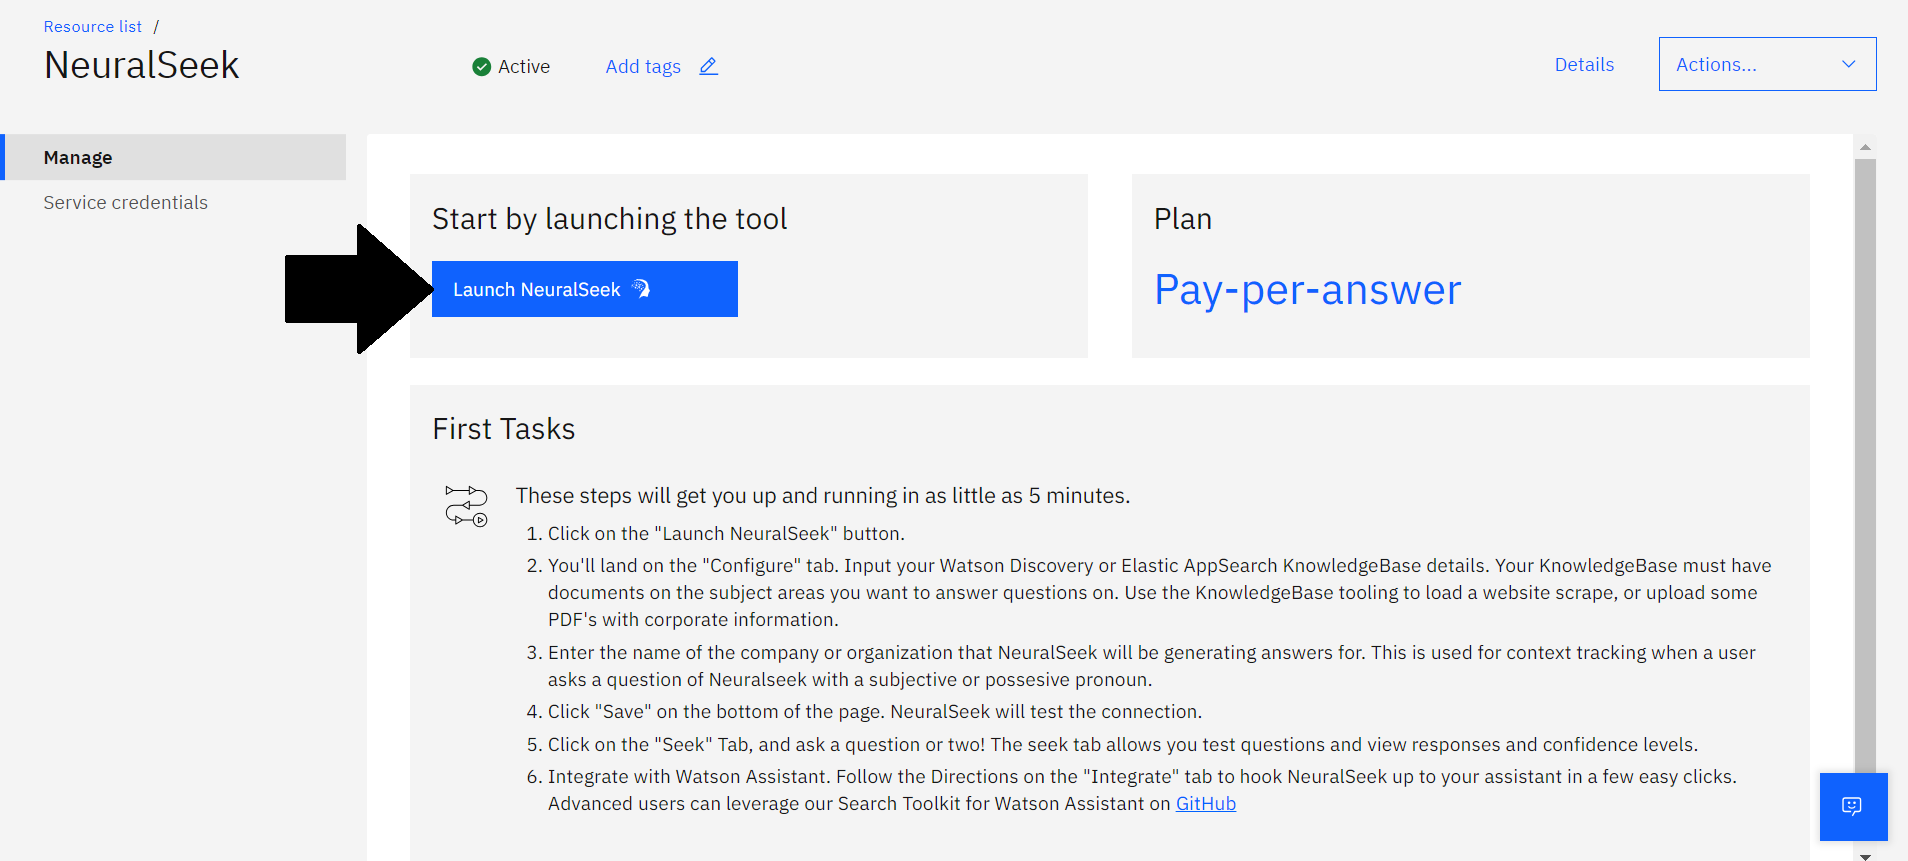 Resource list /
NeuralSeek
Active
Add tags
Details
Actions...
Manage
Service credentials
Start by launching the tool
Launch NeuralSeek
Plan
Pay-per-answer
First Tasks
These steps will get you up and running in as little as 5 minutes.
1. Click on the "Launch NeuralSeek" button.
2. You'll land on the "Configure" tab. Input your Watson Discovery or Elastic AppSearch KnowledgeBase details. Your KnowledgeBase must have
documents on the subject areas you want to answer questions on. Use the KnowledgeBase tooling to load a website scrape, or upload some
PDF's with corporate information.
3. Enter the name of the company or organization that NeuralSeek will be generating answers for. This is used for context tracking when a user
asks a question of Neuralseek with a subjective or possesive pronoun.
4. Click "Save" on the bottom of the page. NeuralSeek will test the connection.
5. Click on the "Seek" Tab, and ask a question or two! The seek tab allows you test questions and view responses and confidence levels.
6. Integrate with Watson Assistant. Follow the Directions on the "Integrate" tab to hook NeuralSeek up to your assistant in a few easy clicks.
Advanced users can leverage our Search Toolkit for Watson Assistant on GitHub